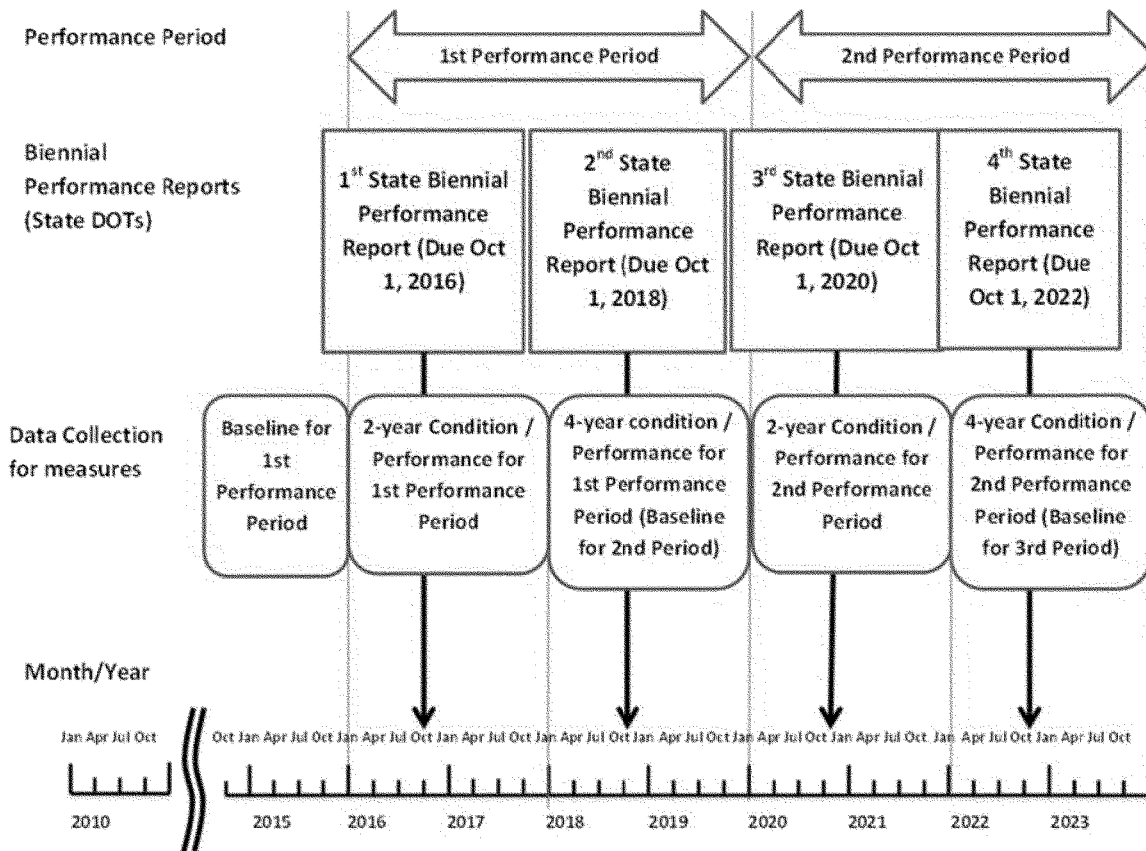 Performance Period
1st Performance Period
2nd Performance Period
Biennial
Performance Reports
(State DOTs)
1st State Biennial
Performance
Report (Due Oct
1, 2016)
2nd State
Biennial
Performance
Report (Due Oct
1, 2018)
3rd State Biennial
Performance
Report (Due Oct
1, 2020)
4th State
Biennial
Performance
Report (Due
Oct 1, 2022)
Data Collection
for measures
Baseline for
1st
Performance
Period
2-year Condition /
Performance for
1st Performance
Period
4-year condition /
Performance for
1st Performance
Period (Baseline
for 2nd Period)
2-year Condition /
Performance for
2nd Performance
Period
4-year Condition /
Performance for
2nd Performance
Period (Baseline
for 3rd Period)
Month/Year
Jan Apr Jul Oct Oct Jan Apr Jul Oct Jan Apr Jul Oct Jan Apr Jul Oct Jan Apr Jul Oct Jan Apr Jul Oct Jan Apr Jul Oct Jan Apr Jul Oct Jan Apr Jul Oct Jan Apr Jul Oct
2010 2015 2016 2017 2018 2019 2020 2021 2022 2023